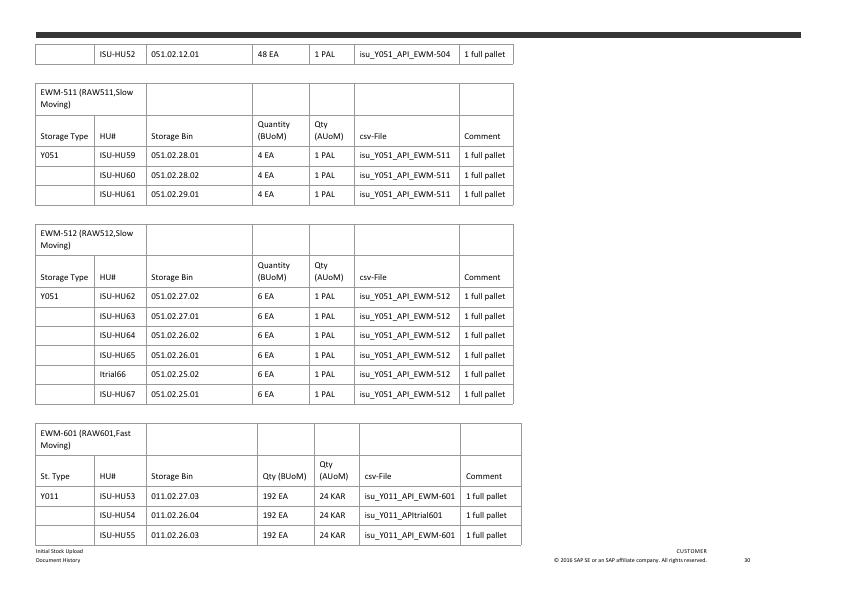 ISU-HU52 051.02.12.01 48 EA 1 PAL isu_Y051_API_EWM-504 1 full pallet
EWM-511 (RAW511,Slow
Moving)
Storage Type HU# Storage Bin Quantity (BUoM) Qty (AUoM) csv-File Comment
Y051 ISU-HU59 051.02.28.01 4 EA 1 PAL isu_Y051_API_EWM-511 1 full pallet
ISU-HU60 051.02.28.02 4 EA 1 PAL isu_Y051_API_EWM-511 1 full pallet
ISU-HU61 051.02.29.01 4 EA 1 PAL isu_Y051_API_EWM-511 1 full pallet
EWM-512 (RAW512,Slow
Moving)
Storage Type HU# Storage Bin Quantity (BUoM) Qty (AUoM) csv-File Comment
Y051 ISU-HU62 051.02.27.02 6 EA 1 PAL isu_Y051_API_EWM-512 1 full pallet
ISU-HU63 051.02.27.01 6 EA 1 PAL isu_Y051_API_EWM-512 1 full pallet
ISU-HU64 051.02.26.02 6 EA 1 PAL isu_Y051_API_EWM-512 1 full pallet
ISU-HU65 051.02.26.01 6 EA 1 PAL isu_Y051_API_EWM-512 1 full pallet
Itrial66 051.02.25.02 6 EA 1 PAL isu_Y051_API_EWM-512 1 full pallet
ISU-HU67 051.02.25.01 6 EA 1 PAL isu_Y051_API_EWM-512 1 full pallet
EWM-601 (RAW601,Fast
Moving)
St. Type HU# Storage Bin Qty (BUoM) Qty (AUoM) csv-File Comment
Y011 ISU-HU53 011.02.27.03 192 EA 24 KAR isu_Y011_API_EWM-601 1 full pallet
ISU-HU54 011.02.26.04 192 EA 24 KAR isu_Y011_APItrial601 1 full pallet
ISU-HU55 011.02.26.03 192 EA 24 KAR isu_Y011_API_EWM-601 1 full pallet
Initial Stock Upload CUSTOMER
Document History © 2016 SAP SE or an SAP affiliate company. All rights reserved. 30